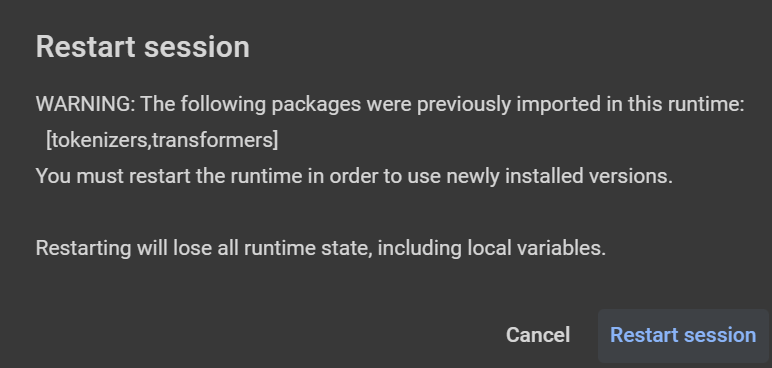 Restart session
WARNING: The following packages were previously imported in this runtime:
[tokenizers,transformers]
You must restart the runtime in order to use newly installed versions.
Restarting will lose all runtime state, including local variables.
Cancel
Restart session